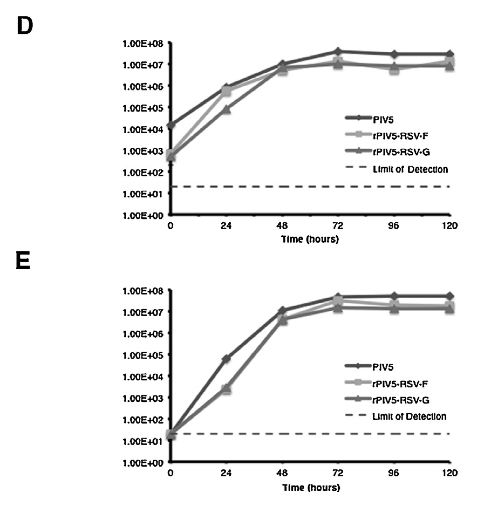 D
1.00E+08
1.00E+07
1.00E+06
1.00E+05
1.00E+04
1.00E+03
1.00E+02
1.00E+01
1.00E+00
PIV5
rPIV5-RSV-F
rPIV5-RSV-G
Limit of Detection
0 24 48 72 96 120
Time (hours)
E
1.00E+08
1.00E+07
1.00E+06
1.00E+05
1.00E+04
1.00E+03
1.00E+02
1.00E+01
1.00E+00
PIV5
rPIV5-RSV-F
rPIV5-RSV-G
Limit of Detection
0 24 48 72 96 120
Time (hours)